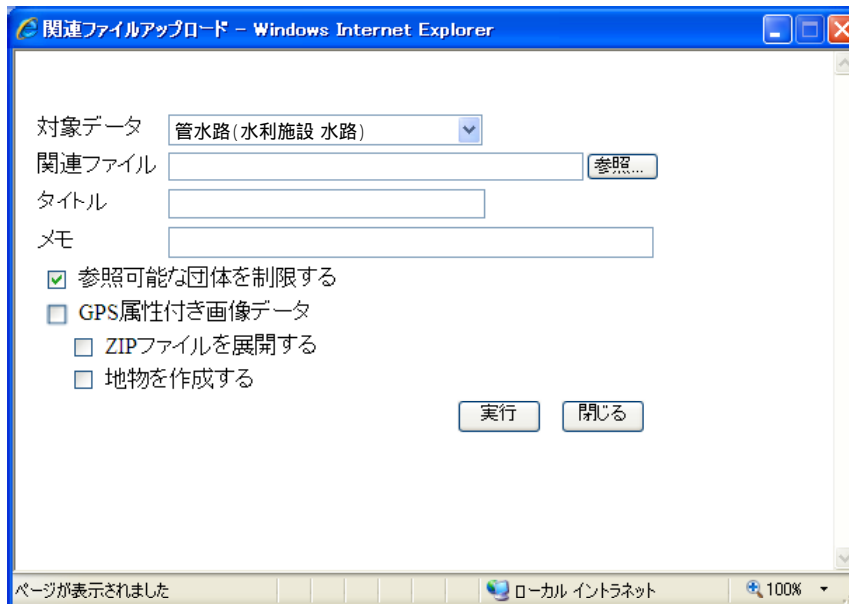 関連ファイルアップロード - Windows Internet Explorer
対象データ 管水路(水利施設 水路)
関連ファイル 参照...
タイトル
メモ
参照可能な団体を制限する
GPS属性付き画像データ
ZIPファイルを展開する
地物を作成する
実行 閉じる
ページが表示されました ローカル イントラネット 100%